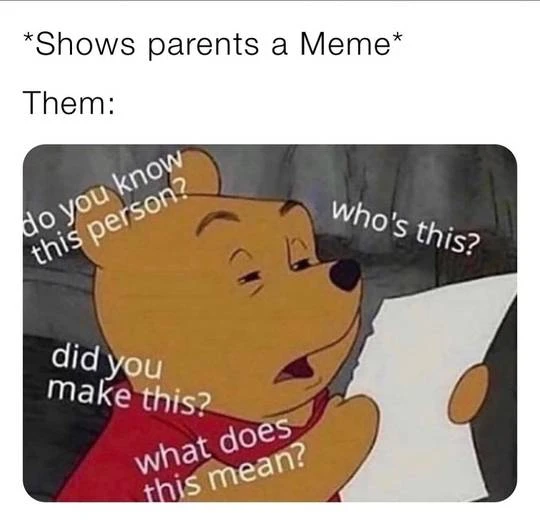 *Shows parents a Meme*
Them:
do you know
this person?
who's this?
did you
make this?
what does
this mean?